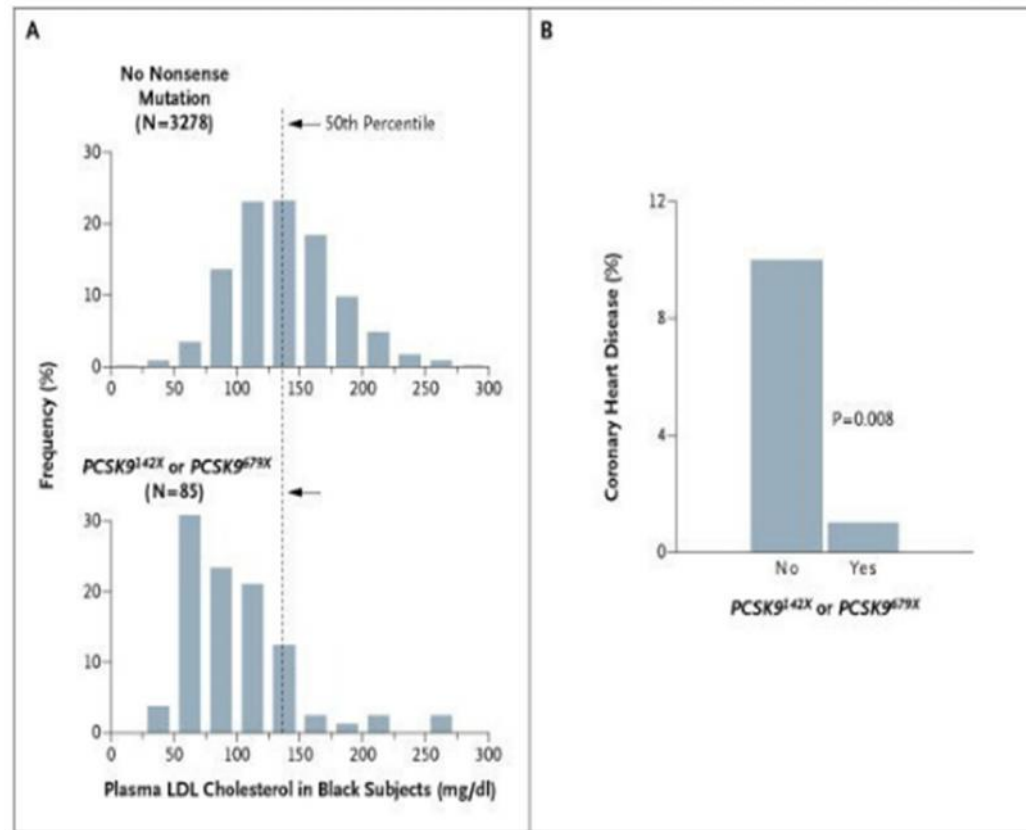 A
No Nonsense
Mutation
(N=3278)
50th Percentile
30
20
10
0
0 50 100 150 200 250 300
Frequency (%)
PCSK9142X or PCSK9679X
(N=85)
30
20
10
0
0 50 100 150 200 250 300
Plasma LDL Cholesterol in Black Subjects (mg/dl)
B
12
8
4
0
Coronary Heart Disease (%)
P=0.008
No Yes
PCSK9142X or PCSK9679X